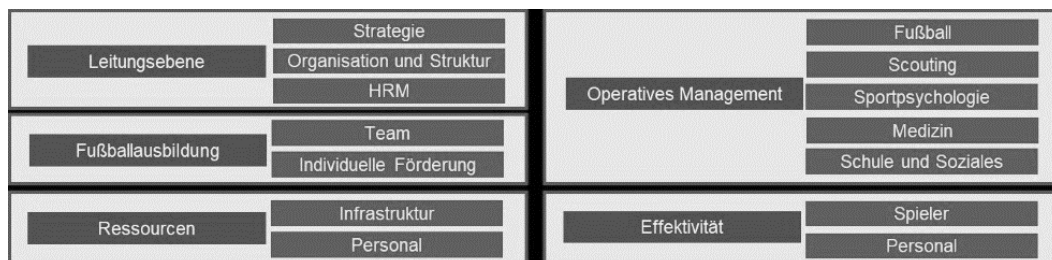 Leitungsebene
Strategie
Organisation und Struktur
HRM
Fußballausbildung
Team
Individuelle Förderung
Ressourcen
Infrastruktur
Personal
Operatives Management
Fußball
Scouting
Sportpsychologie
Medizin
Schule und Soziales
Effektivität
Spieler
Personal